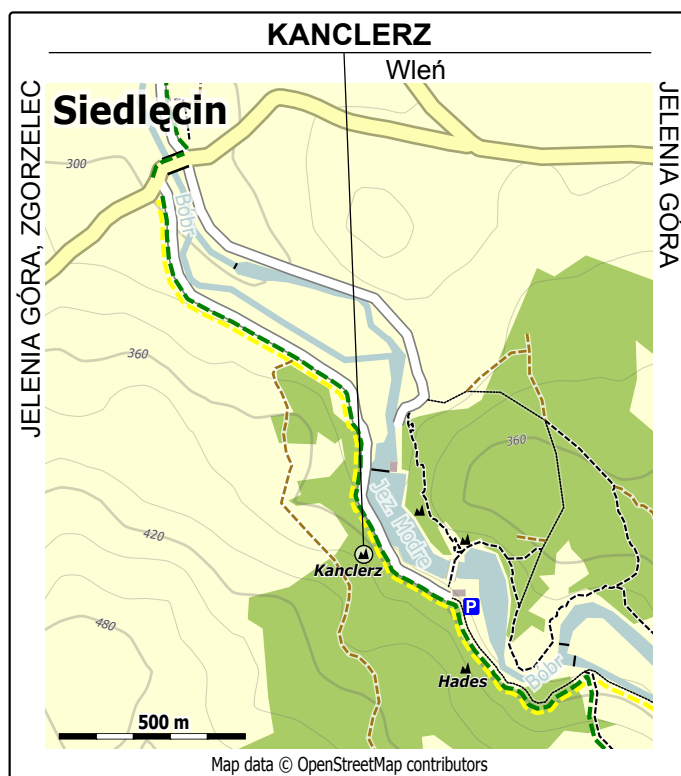 KANCLERZ
Wleń
JELENIA GÓRA, ZGORZELEC
JELENIA GÓRA
Siedlęcin
300
Bóbr
360
360
Jez. Modre
420
Kanclerz
480
P
Hades
Bóbr
500 m
Map data © OpenStreetMap contributors